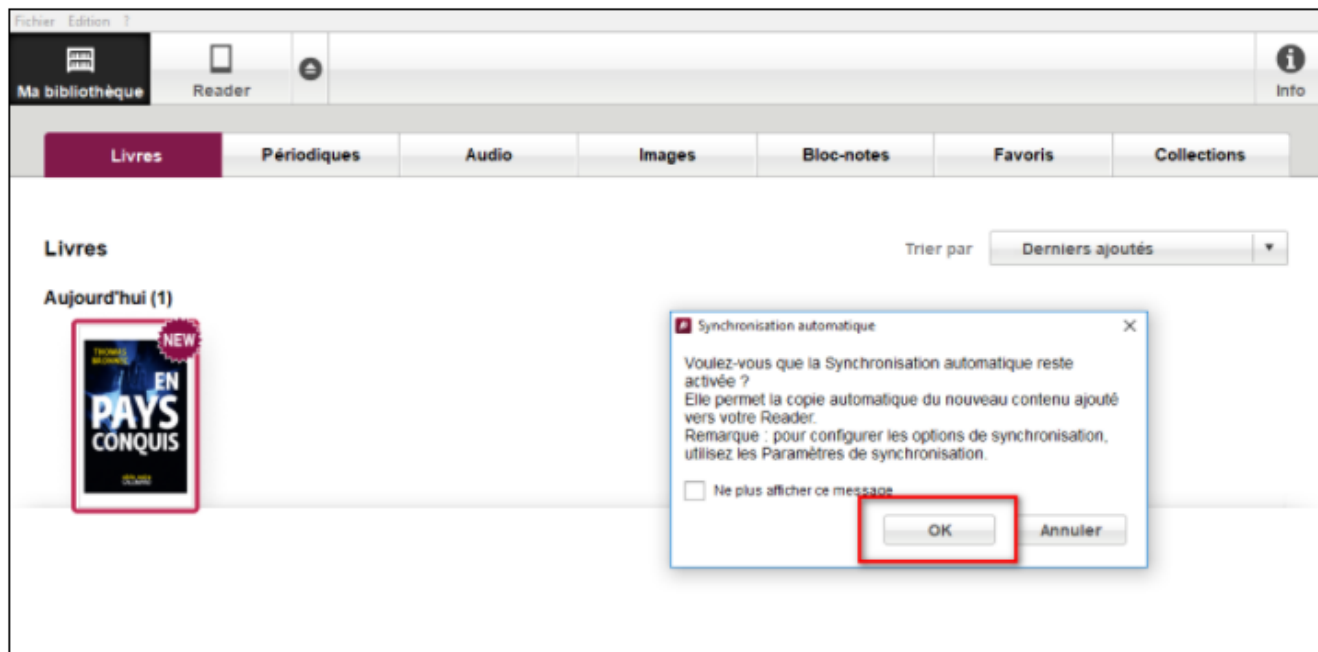 Fichier Edition ?
Ma bibliothèque
Reader
Info
Livres
Périodiques
Audio
Images
Bloc-notes
Favoris
Collections
Livres
Trier par
Derniers ajoutés
Aujourd'hui (1)
NEW
THOMAS
EN
PAYS
CONQUIS
Synchronisation automatique
Voulez-vous que la Synchronisation automatique reste
activée ?
Elle permet la copie automatique du nouveau contenu ajouté
vers votre Reader.
Remarque : pour configurer les options de synchronisation,
utilisez les Paramètres de synchronisation.
Ne plus afficher ce message
OK
Annuler